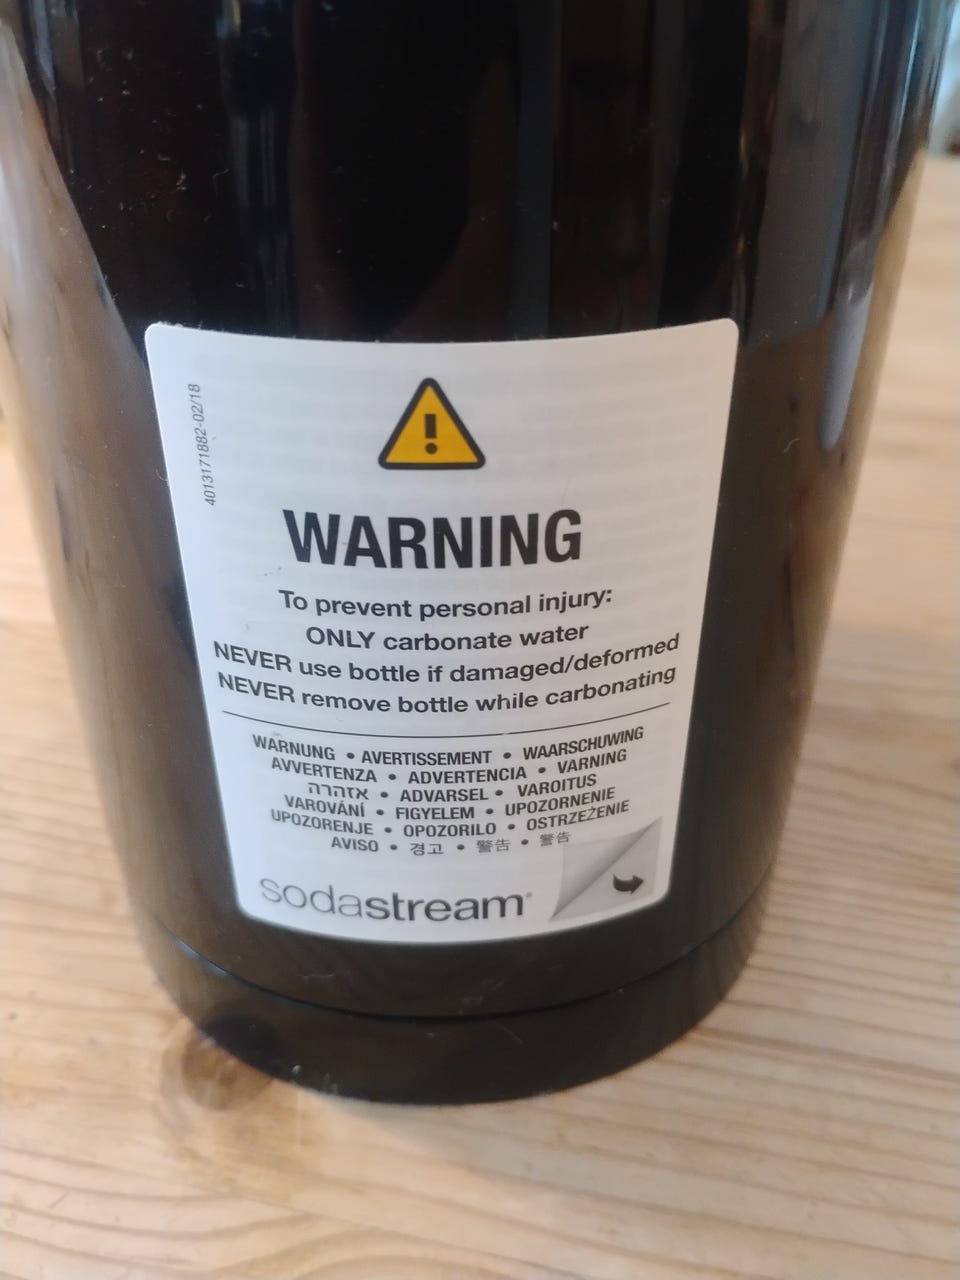 4013171882-02/18
WARNING
To prevent personal injury:
ONLY carbonate water
NEVER use bottle if damaged/deformed
NEVER remove bottle while carbonating
WARNUNG • AVERTISSEMENT • WAARSCHUWING
AVVERTENZA • ADVERTENCIA • VARNING
אזהרה • ADVARSEL • VAROITUS
VAROVÁNÍ • FIGYELEM • UPOZORNENIE
UPOZORENJE • OPOZORILO • OSTRZEŻENIE
AVISO • 경고 • 警告 • 警告
sodastream